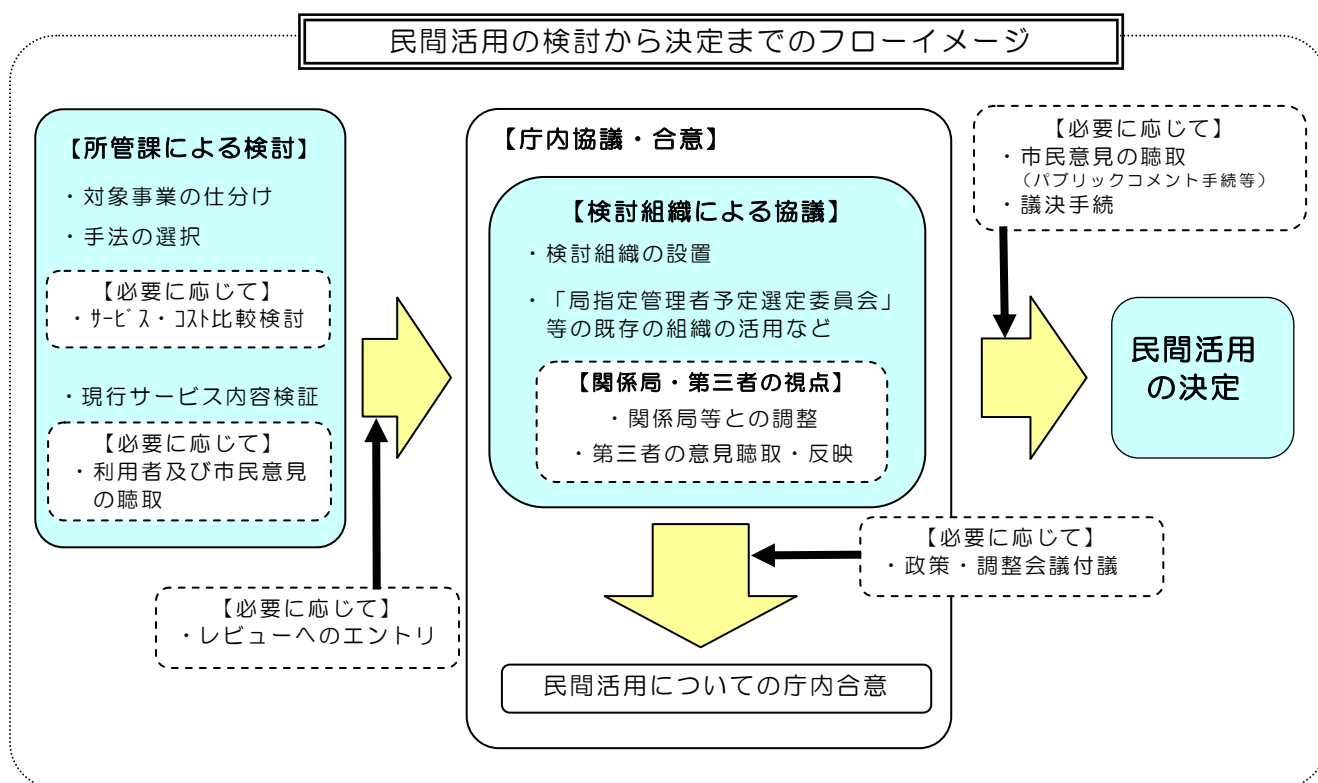 民間活用の検討から決定までのフローイメージ
【所管課による検討】
・対象事業の仕分け
・手法の選択
【必要に応じて】
・ｻｰﾋﾞｽ・ｺｽﾄ比較検討
・現行サービス内容検証
【必要に応じて】
・利用者及び市民意見
の聴取
【必要に応じて】
・レビューへのエントリ
【庁内協議・合意】
【検討組織による協議】
・検討組織の設置
・「局指定管理者予定選定委員会」
等の既存の組織の活用など
【関係局・第三者の視点】
・関係局等との調整
・第三者の意見聴取・反映
【必要に応じて】
・政策・調整会議付議
民間活用についての庁内合意
【必要に応じて】
・市民意見の聴取
（パブリックコメント手続等）
・議決手続
民間活用
の決定